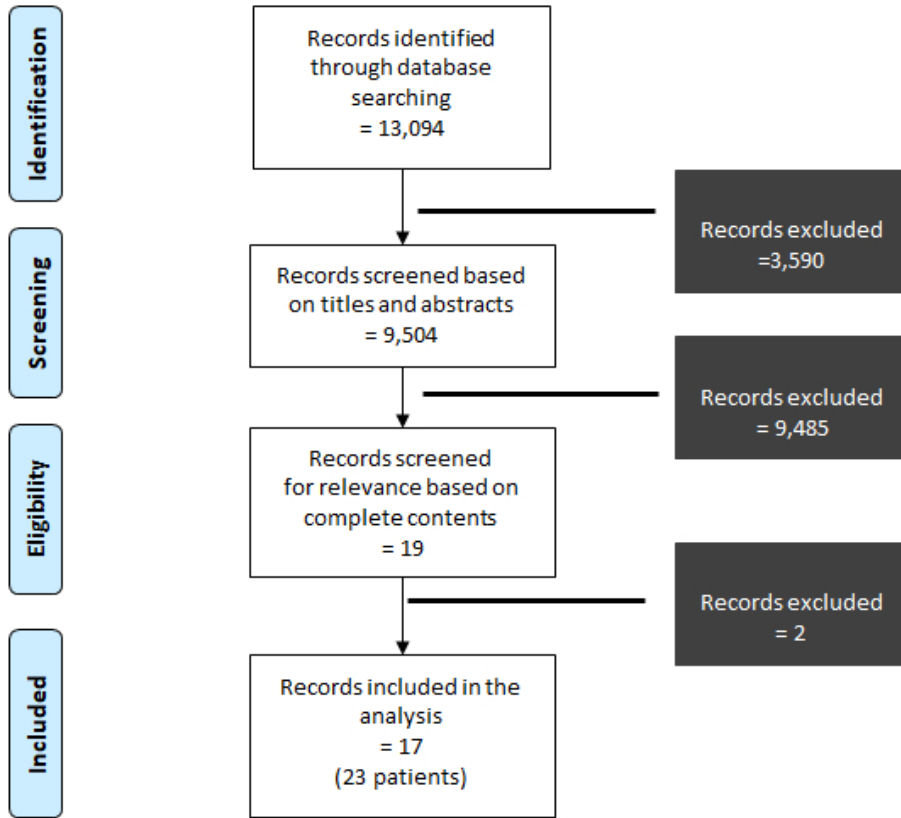 Identification
Records identified
through database
searching
= 13,094
Records excluded
=3,590
Screening
Records screened based
on titles and abstracts
= 9,504
Records excluded
= 9,485
Eligibility
Records screened
for relevance based on
complete contents
= 19
Records excluded
= 2
Included
Records included in the
analysis
= 17
(23 patients)